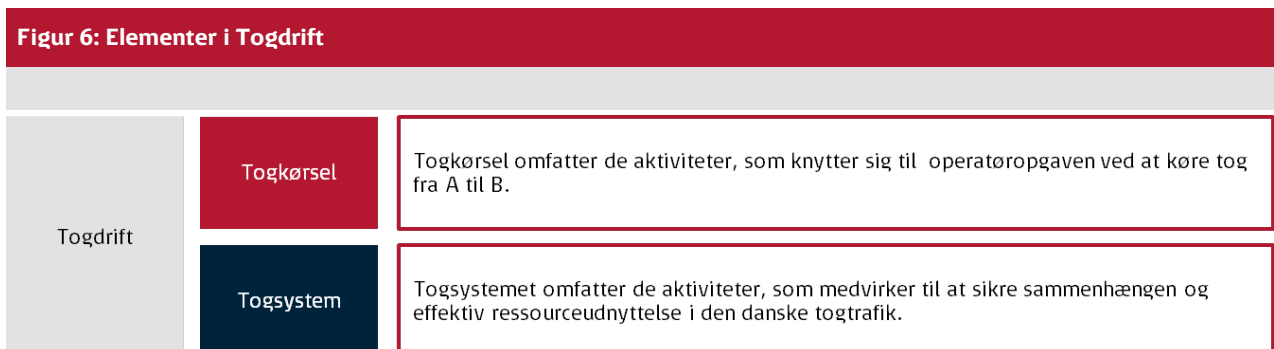 Figur 6: Elementer i Togdrift
Togdrift
Togkørsel
Togkørsel omfatter de aktiviteter, som knytter sig til operatøropgaven ved at køre tog
fra A til B.
Togsystem
Togsystemet omfatter de aktiviteter, som medvirker til at sikre sammenhængen og
effektiv ressourceudnyttelse i den danske togtrafik.